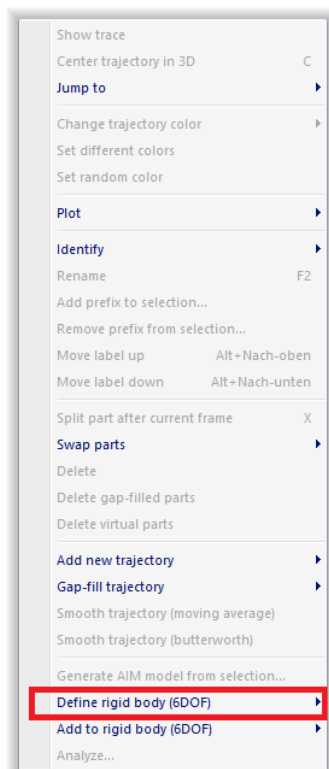 Show trace
Center trajectory in 3D C
Jump to
Change trajectory color
Set different colors
Set random color
Plot
Identify
Rename F2
Add prefix to selection...
Remove prefix from selection...
Move label up Alt+Nach-oben
Move label down Alt+Nach-unten
Split part after current frame X
Swap parts
Delete
Delete gap-filled parts
Delete virtual parts
Add new trajectory
Gap-fill trajectory
Smooth trajectory (moving average)
Smooth trajectory (butterworth)
Generate AIM model from selection...
Define rigid body (6DOF)
Add to rigid body (6DOF)
Analyze...